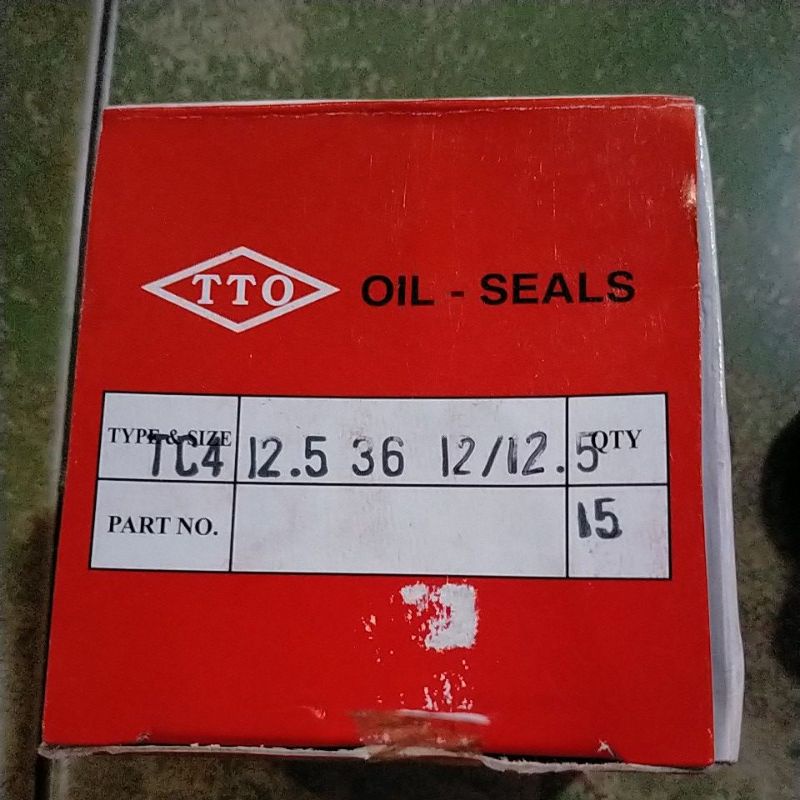 TTO OIL - SEALS
TYPE & SIZE TC4 12.5 36 12/12.5 QTY
PART NO. 15